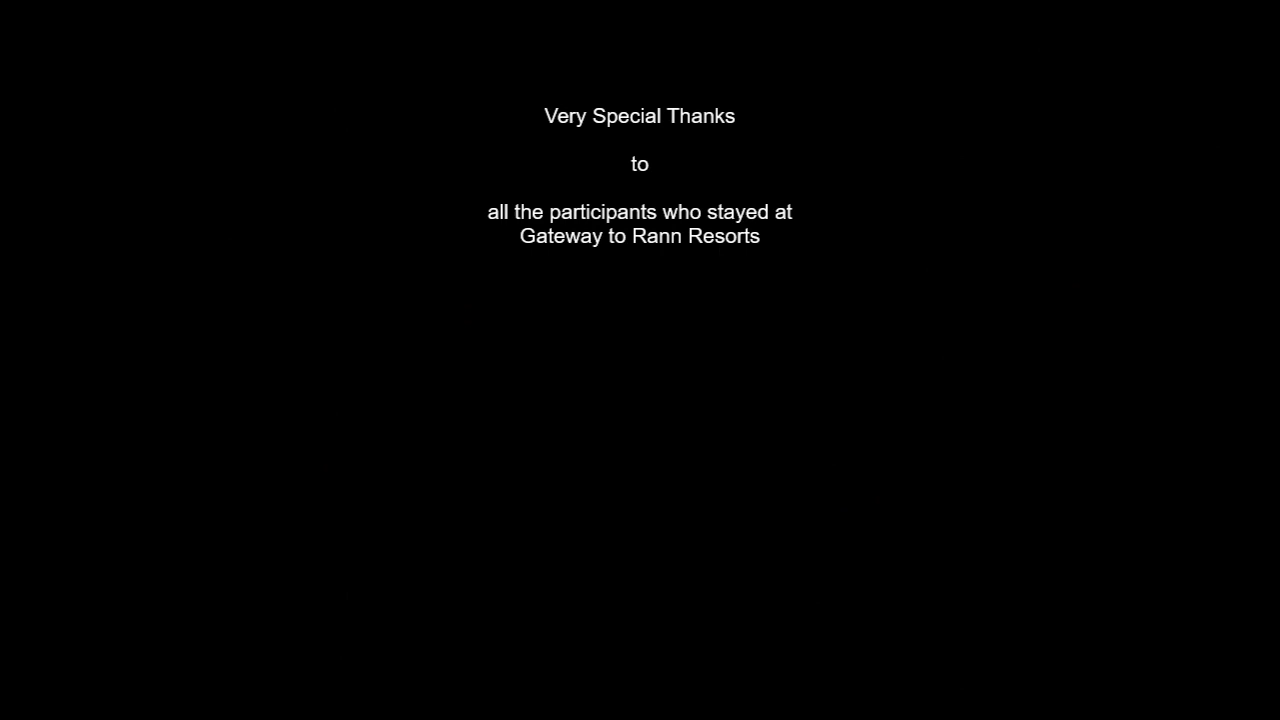 Very Special Thanks
to
all the participants who stayed at
Gateway to Rann Resorts